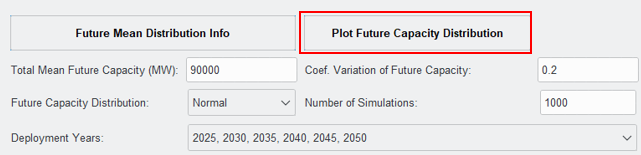 Future Mean Distribution Info Plot Future Capacity Distribution
Total Mean Future Capacity (MW): 90000 Coef. Variation of Future Capacity: 0.2
Future Capacity Distribution: Normal Number of Simulations: 1000
Deployment Years: 2025, 2030, 2035, 2040, 2045, 2050